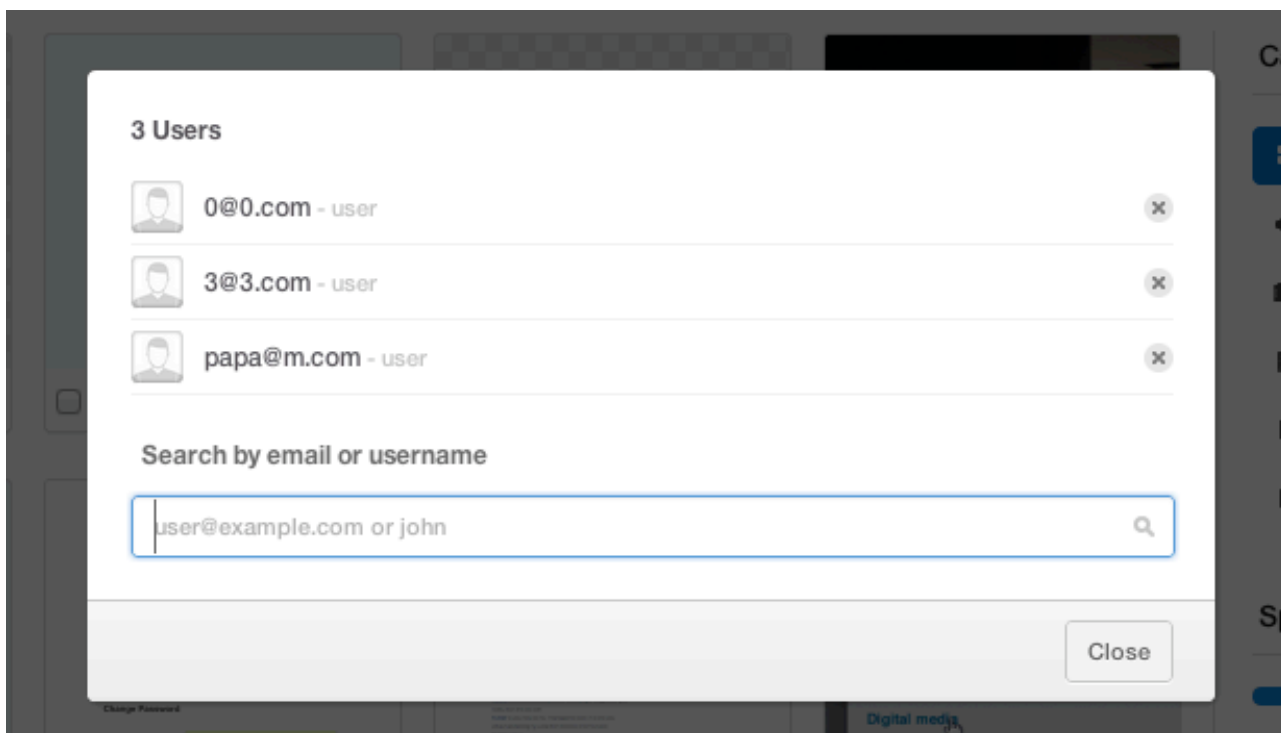 3 Users
0@0.com - user
3@3.com - user
papa@m.com - user
Search by email or username
user@example.com or john
Close
Change Password
Digital media